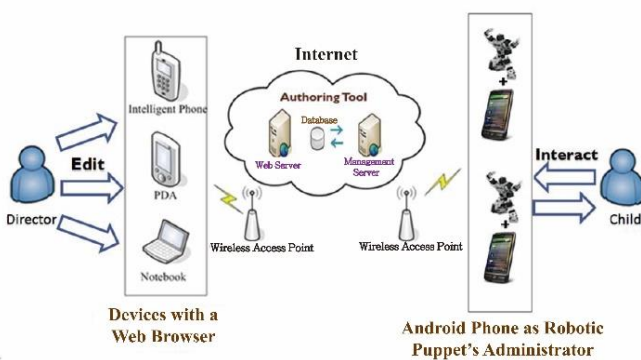 Internet
Authoring Tool
Database
Web Server
Management
Server
Intelligent Phone
PDA
Notebook
Edit
Director
Wireless Access Point
Wireless Access Point
+
+
Interact
Child
Devices with a
Web Browser
Android Phone as Robotic
Puppet's Administrator